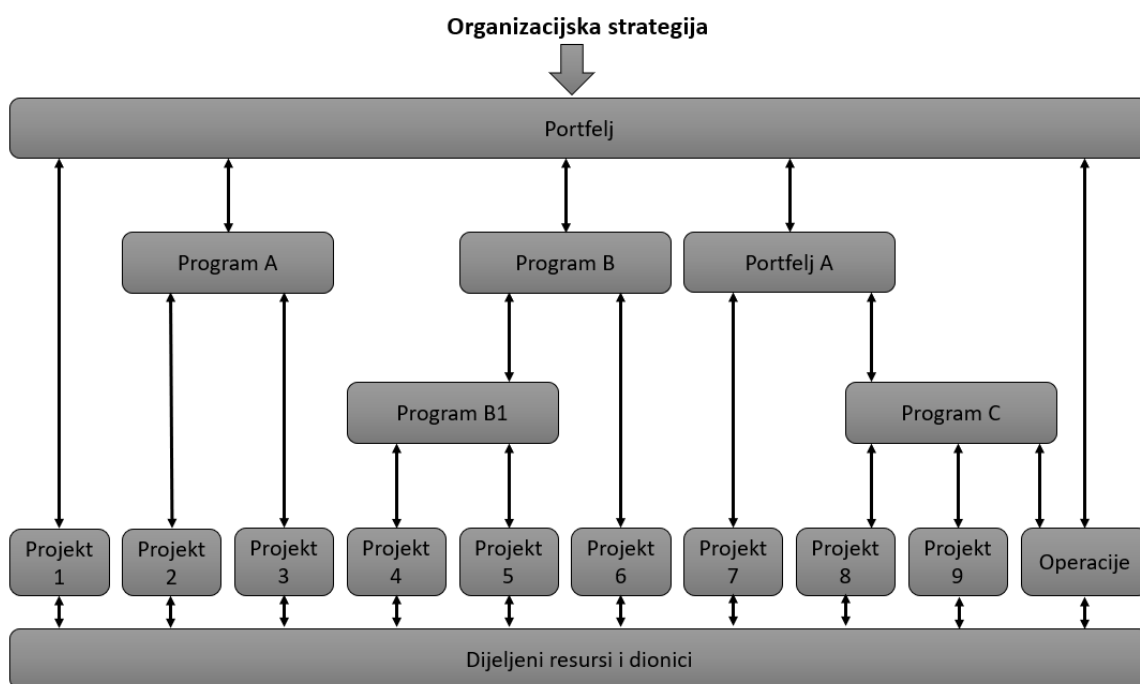 Organizacijska strategija
Portfelj
Program A
Program B
Portfelj A
Program B1
Program C
Projekt
1
Projekt
2
Projekt
3
Projekt
4
Projekt
5
Projekt
6
Projekt
7
Projekt
8
Projekt
9
Operacije
Dijeljeni resursi i dionici